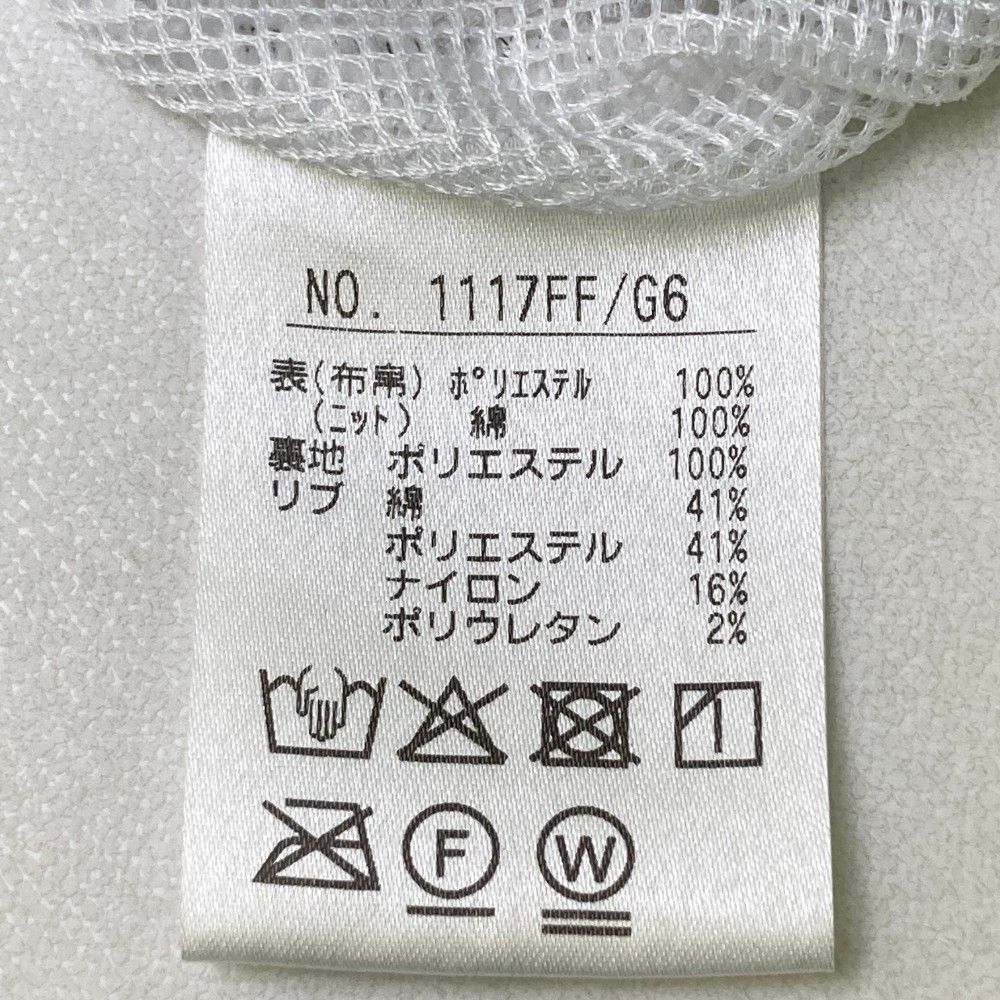 NO. 1117FF/G6
表(布帛) ポリエステル 100%
(ニット) 綿 100%
裏地 ポリエステル 100%
リブ 綿 41%
ポリエステル 41%
ナイロン 16%
ポリウレタン 2%
F W